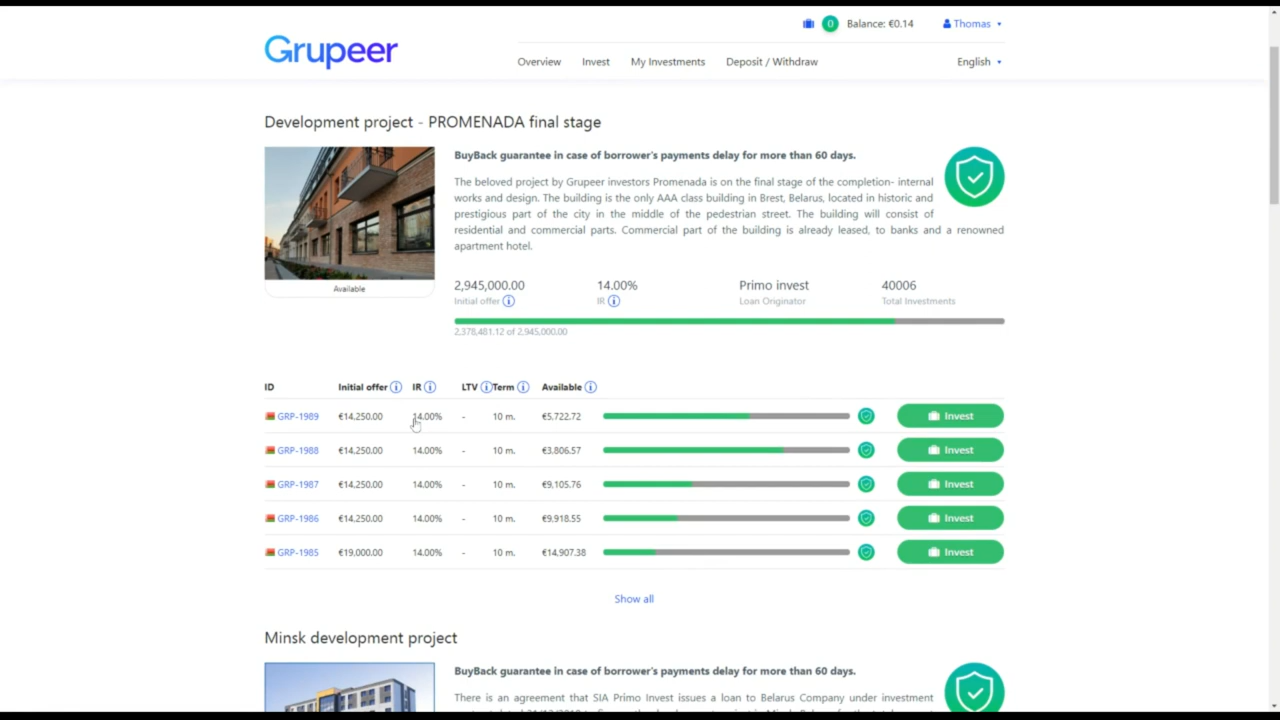 0 Balance: €0.14 Thomas
Grupeer
Overview Invest My Investments Deposit / Withdraw English
Development project - PROMENADA final stage
BuyBack guarantee in case of borrower's payments delay for more than 60 days.
The beloved project by Grupeer investors Promenada is on the final stage of the completion- internal
works and design. The building is the only AAA class building in Brest, Belarus, located in historic and
prestigious part of the city in the middle of the pedestrian street. The building will consist of
residential and commercial parts. Commercial part of the building is already leased, to banks and a renowned
apartment hotel.
Available
2,945,000.00 14.00% Primo invest 40006
Initial offer IR Loan Originator Total Investments
2,378,481.12 of 2,945,000.00
ID Initial offer IR LTV Term Available
GRP-1989 €14,250.00 14.00% - 10 m. €5,722.72 Invest
GRP-1988 €14,250.00 14.00% - 10 m. €3,806.57 Invest
GRP-1987 €14,250.00 14.00% - 10 m. €9,105.76 Invest
GRP-1986 €14,250.00 14.00% - 10 m. €9,918.55 Invest
GRP-1985 €19,000.00 14.00% - 10 m. €14,907.38 Invest
Show all
Minsk development project
BuyBack guarantee in case of borrower's payments delay for more than 60 days.
There is an agreement that SIA Primo Invest issues a loan to Belarus Company under investment